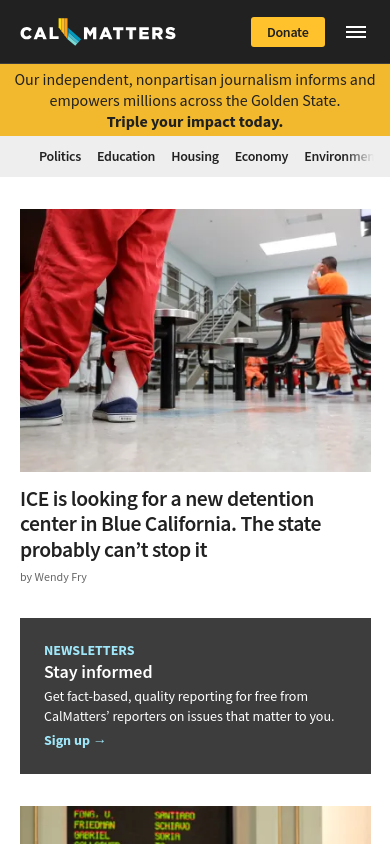 CALMATTERS
Donate
Our independent, nonpartisan journalism informs and
empowers millions across the Golden State.
Triple your impact today.
Politics Education Housing Economy Environmen
ICE is looking for a new detention
center in Blue California. The state
probably can’t stop it
by Wendy Fry
NEWSLETTERS
Stay informed
Get fact-based, quality reporting for free from
CalMatters’ reporters on issues that matter to you.
Sign up →
FONG, V. SANTIAGO
FRIEDMAN SCHIAVO
GABRIEL SORIA